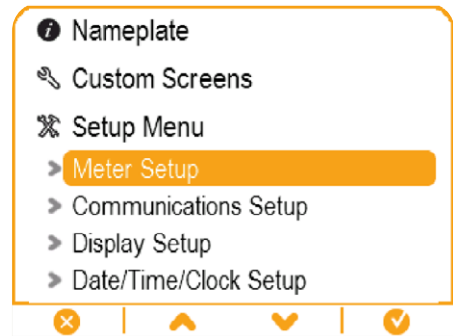 Nameplate
Custom Screens
Setup Menu
Meter Setup
Communications Setup
Display Setup
Date/Time/Clock Setup